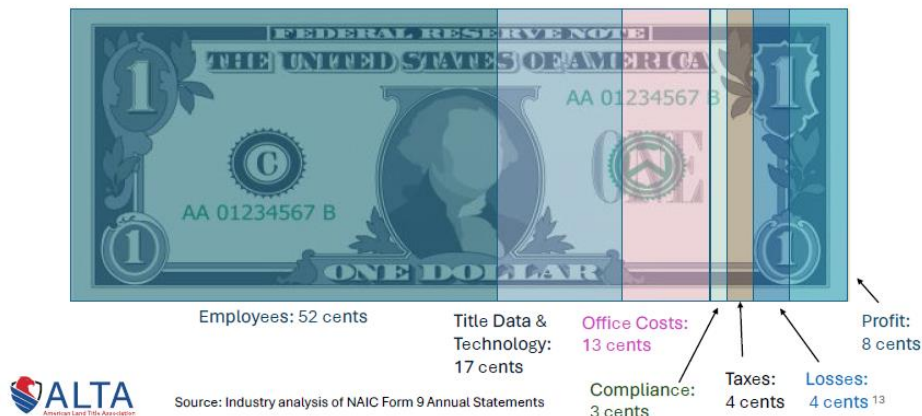 FEDERAL RESERVE NOTE
THE UNITED STATES OF AMERICA
1
1
AA 01234567 B
C
ONE
AA 01234567 B
1
1
ONE DOLLAR
Employees: 52 cents
Title Data &
Technology:
17 cents
Office Costs:
13 cents
Compliance:
3 cents
Taxes:
4 cents
Losses:
4 cents 13
Profit:
8 cents
ALTA
American Land Title Association
Source: Industry analysis of NAIC Form 9 Annual Statements